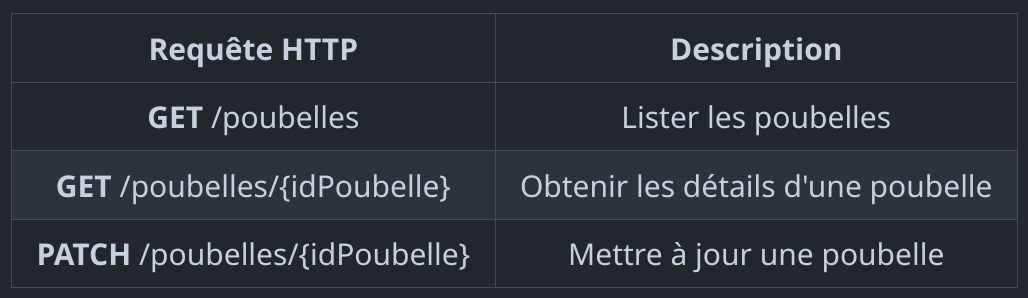 Requête HTTP Description
GET /poubelles Lister les poubelles
GET /poubelles/{idPoubelle} Obtenir les détails d'une poubelle
PATCH /poubelles/{idPoubelle} Mettre à jour une poubelle